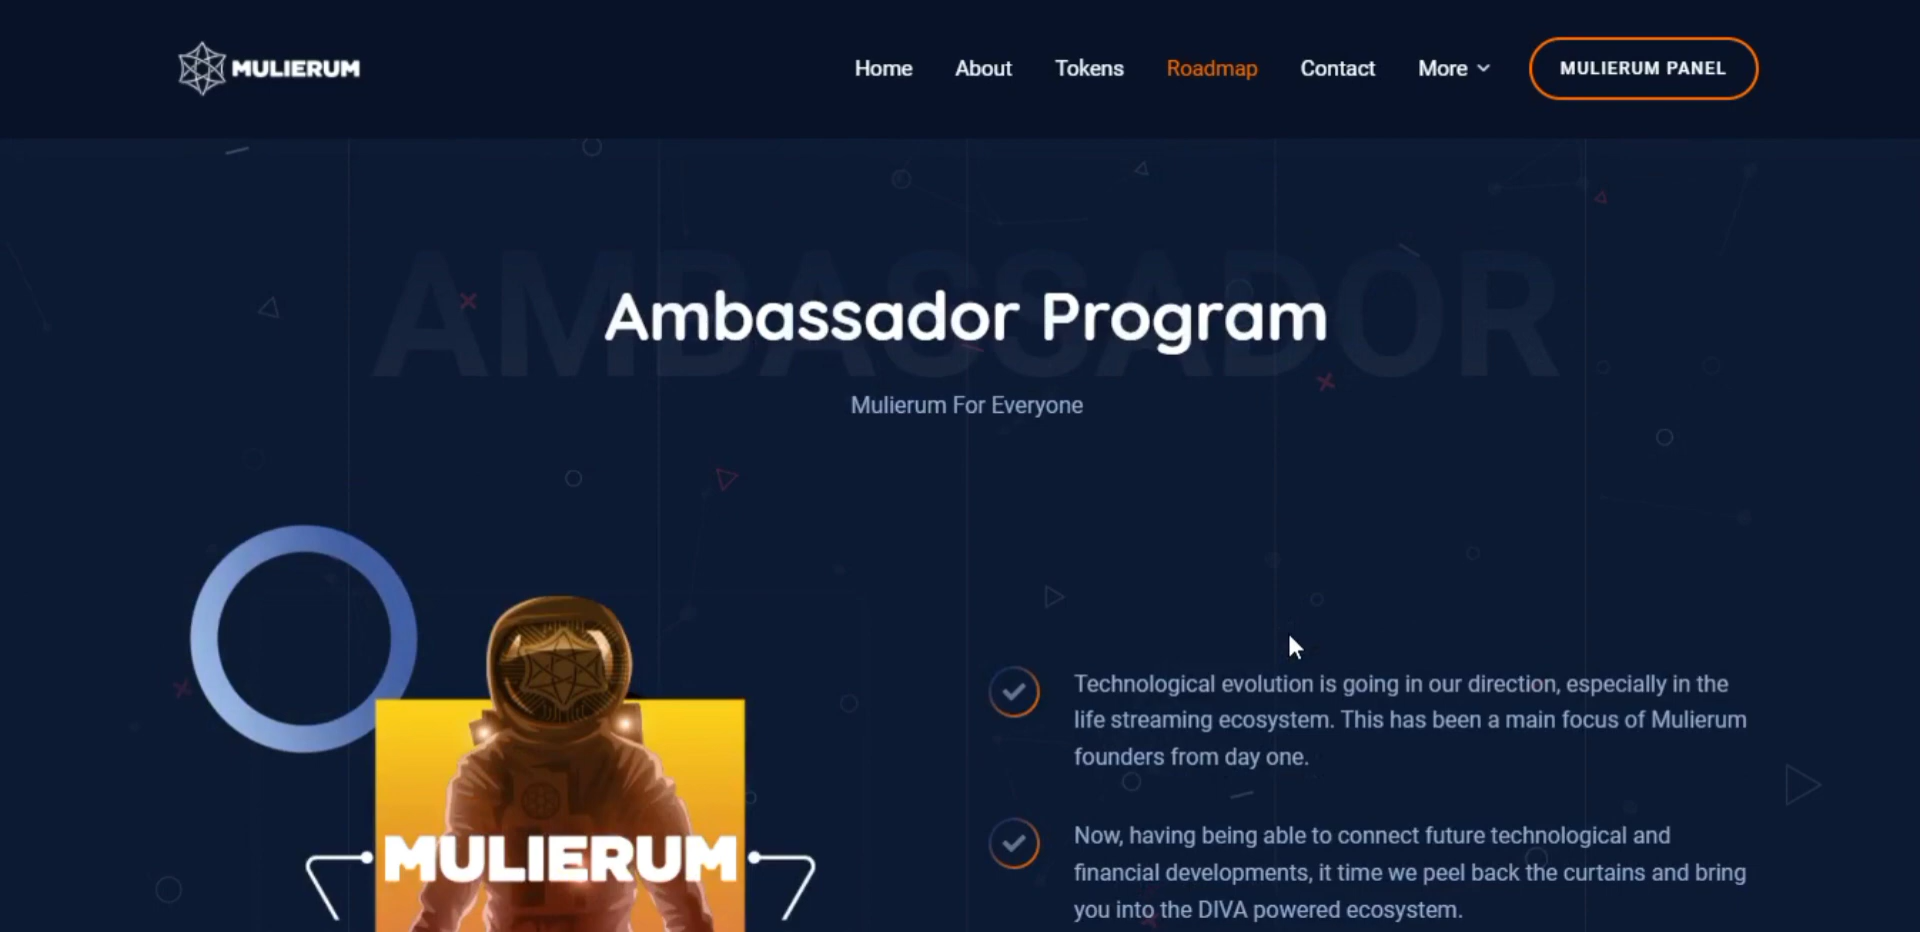 MULIERUM
Home About Tokens Roadmap Contact More MULIERUM PANEL
AMBASSADOR
Ambassador Program
Mulierum For Everyone
MULIERUM
Technological evolution is going in our direction, especially in the
life streaming ecosystem. This has been a main focus of Mulierum
founders from day one.
Now, having being able to connect future technological and
financial developments, it time we peel back the curtains and bring
you into the DIVA powered ecosystem.